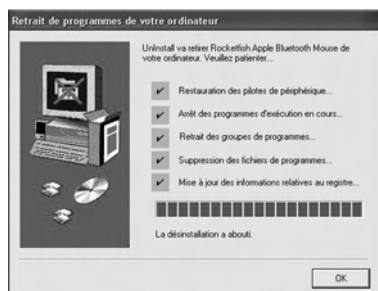 Retrait de programmes de votre ordinateur
UnInstall va retirer Rocketfish Apple Bluetooth Mouse de
votre ordinateur. Veuillez patienter...
Restauration des pilotes de périphérique...
Arrêt des programmes d'exécution en cours...
Retrait des groupes de programmes...
Suppression des fichiers de programmes...
Mise à jour des informations relatives au registre...
La désinstallation a abouti.
OK